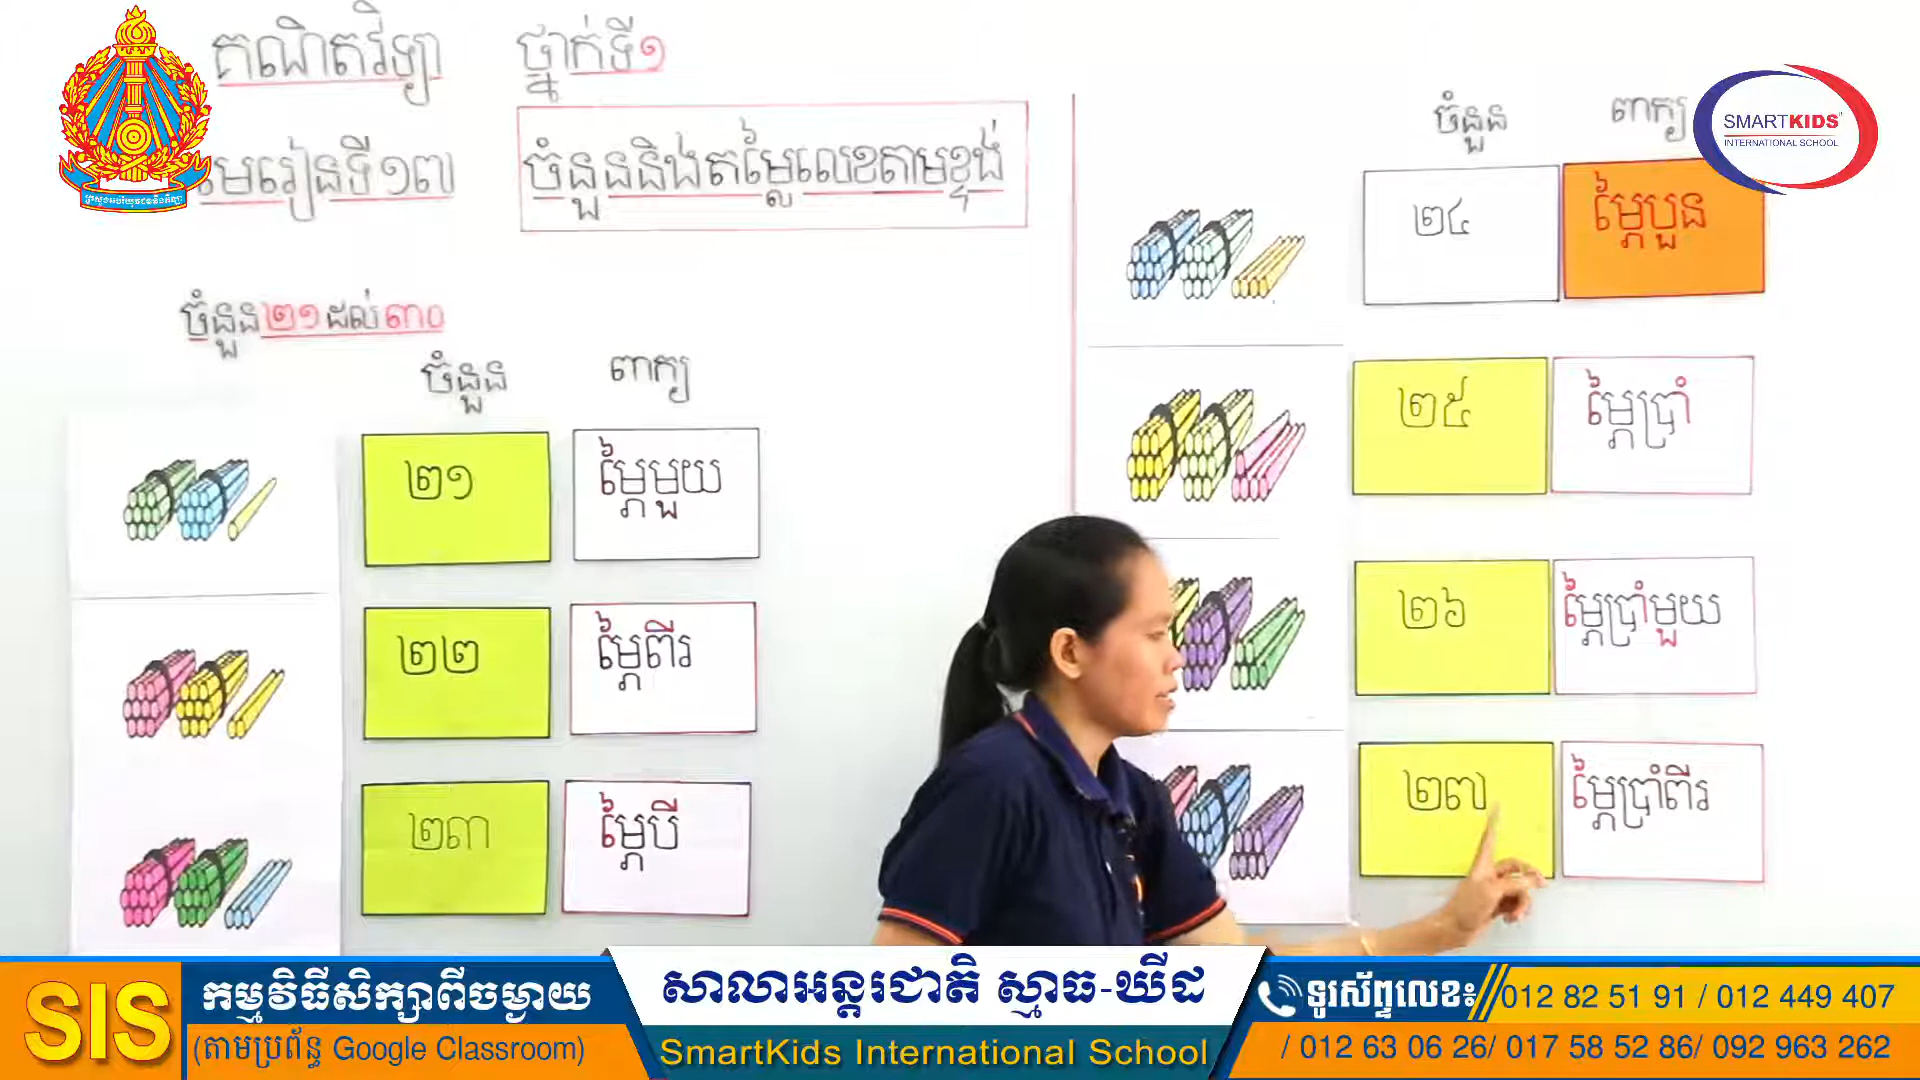 គណិតវិទ្យា ថ្នាក់ទី១
មេរៀនទី១៧ ចំនួននិងតម្លៃលេខតាមខ្ទង់
ចំនួន២១ដល់៣០
ចំនួន ពាក្យ
២១ ម្ភៃមួយ
២២ ម្ភៃពីរ
២៣ ម្ភៃបី
ចំនួន ពាក្យ
២៤ ម្ភៃបួន
២៥ ម្ភៃប្រាំ
២៦ ម្ភៃប្រាំមួយ
២៧ ម្ភៃប្រាំពីរ
SMARTKIDS
INTERNATIONAL SCHOOL
SIS
កម្មវិធីសិក្សាពីចម្ងាយ
(តាមប្រព័ន្ធ Google Classroom)
សាលាអន្តរជាតិ ស្មាធ-ឃីដ
SmartKids International School
ទូរស័ព្ទលេខ៖ 012 82 51 91 / 012 449 407
/ 012 63 06 26/ 017 58 52 86/ 092 963 262